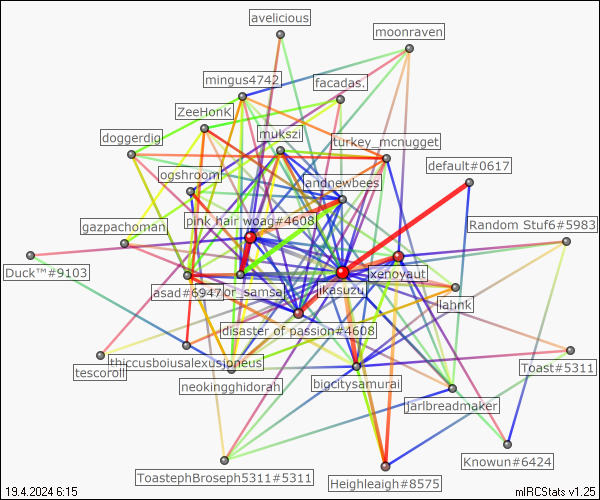 avelicious
moonraven
mingus4742
facadas.
ZeeHonK
mukszi
doggerdig
turkey_mcnugget
default#0617
ogshroom
andnewbees
pink hair woag#4608
gazpachoman
Random Stuf6#5983
Duck™#9103
xenoyaut
asad#6947
or_samsa
ikasuzu
lahnk
disaster of passion#4608
thiccusboiusalexusjoneus
Toast#5311
tescoroll
neokingghidorah
bigcitysamurai
jarlbreadmaker
Knowun#6424
ToastephBroseph5311#5311
Heighleaigh#8575
19.4.2024 6:15
mIRCStats v1.25